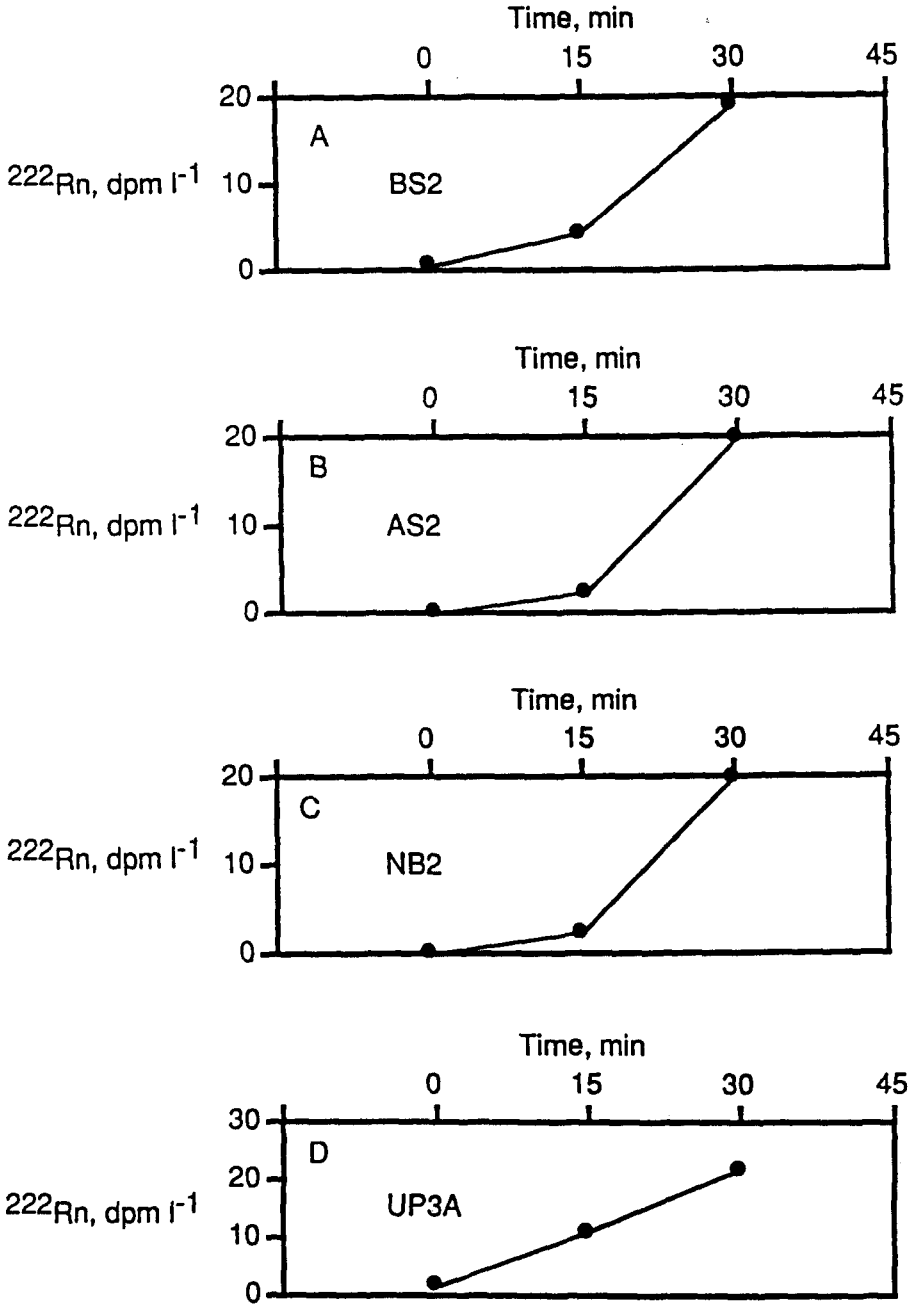 Time, min
0 15 30 45
20
A
222Rn, dpm l-1 10 BS2
0
Time, min
0 15 30 45
20
B
222Rn, dpm l-1 10 AS2
0
Time, min
0 15 30 45
20
C
222Rn, dpm l-1 10 NB2
0
Time, min
0 15 30 45
30
D
20
222Rn, dpm l-1 UP3A
10
0